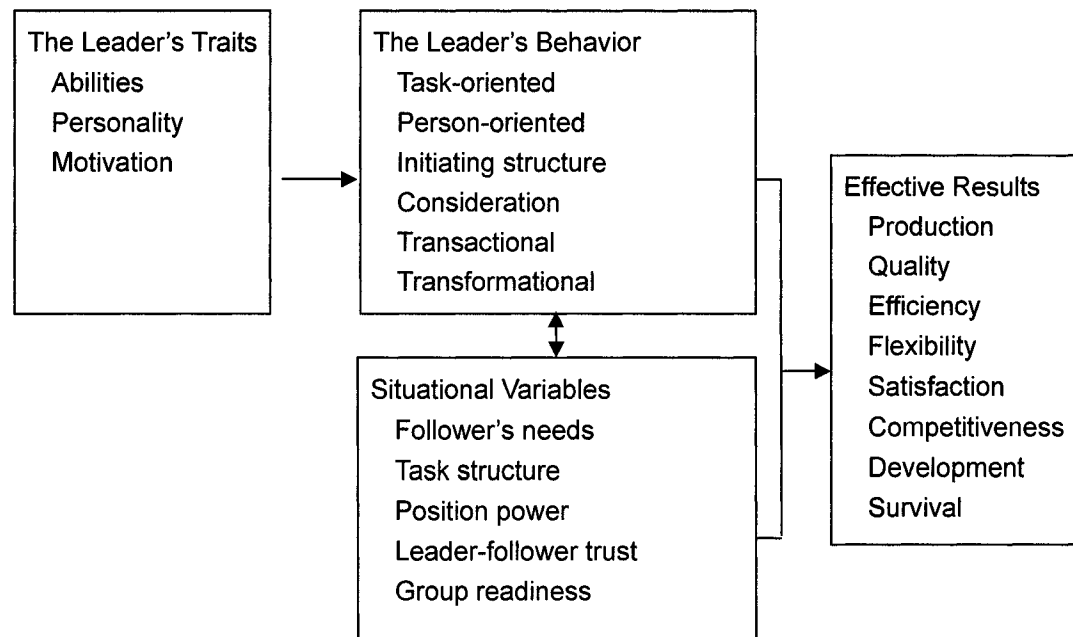 The Leader’s Traits
Abilities
Personality
Motivation
The Leader’s Behavior
Task-oriented
Person-oriented
Initiating structure
Consideration
Transactional
Transformational
Situational Variables
Follower’s needs
Task structure
Position power
Leader-follower trust
Group readiness
Effective Results
Production
Quality
Efficiency
Flexibility
Satisfaction
Competitiveness
Development
Survival